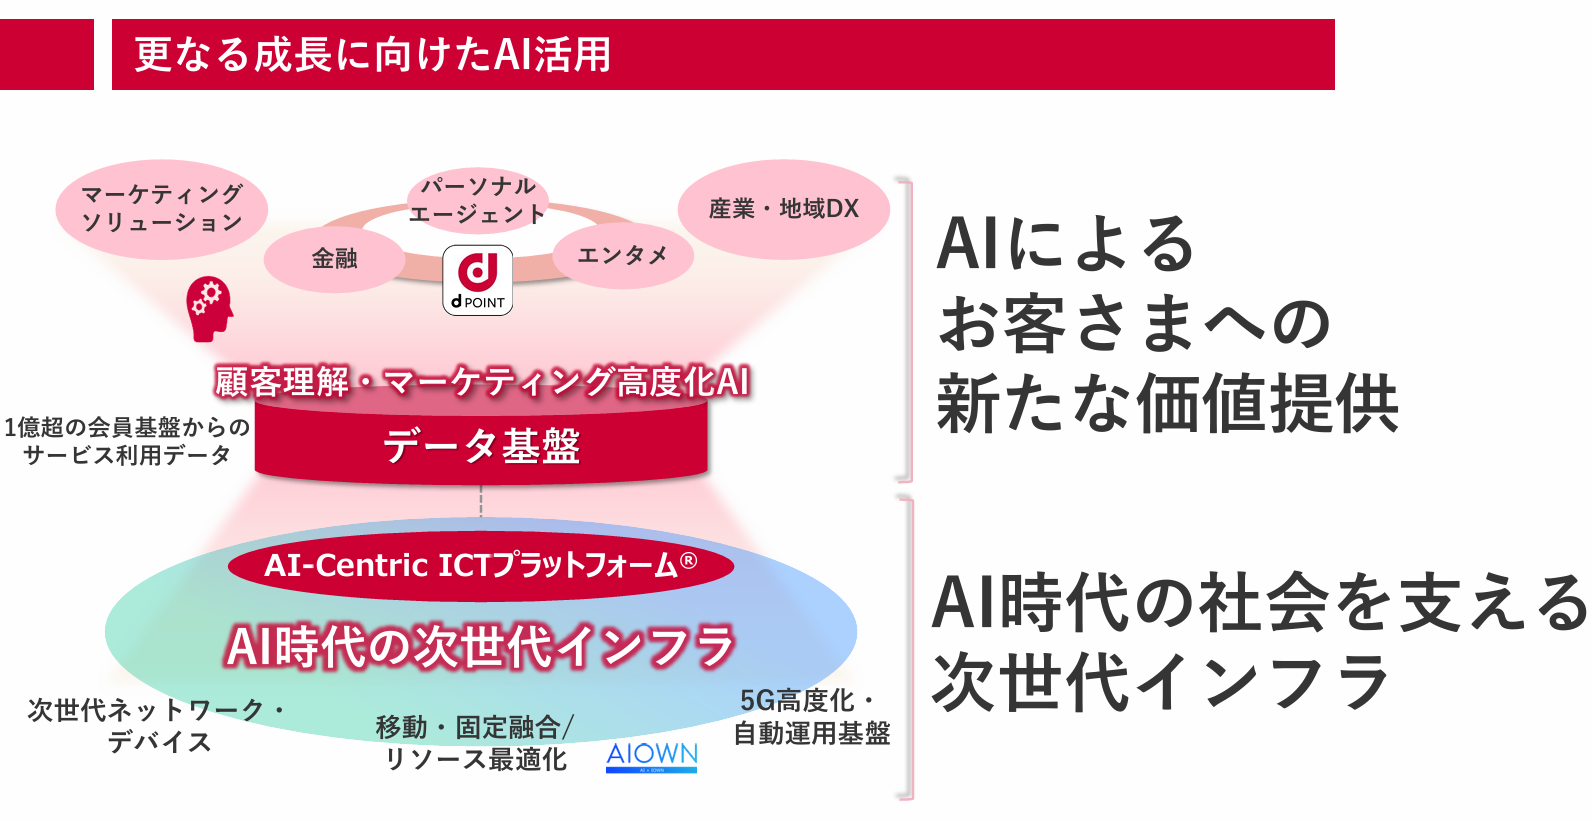 更なる成長に向けたAI活用
マーケティング
ソリューション
パーソナル
エージェント
産業・地域DX
金融
エンタメ
d POINT
顧客理解・マーケティング高度化AI
1億超の会員基盤からの
サービス利用データ
データ基盤
AIによる
お客さまへの
新たな価値提供
AI-Centric ICTプラットフォーム®
AI時代の次世代インフラ
次世代ネットワーク・
デバイス
移動・固定融合/
リソース最適化
AIOWN
AI × IOWN
5G高度化・
自動運用基盤
AI時代の社会を支える
次世代インフラ